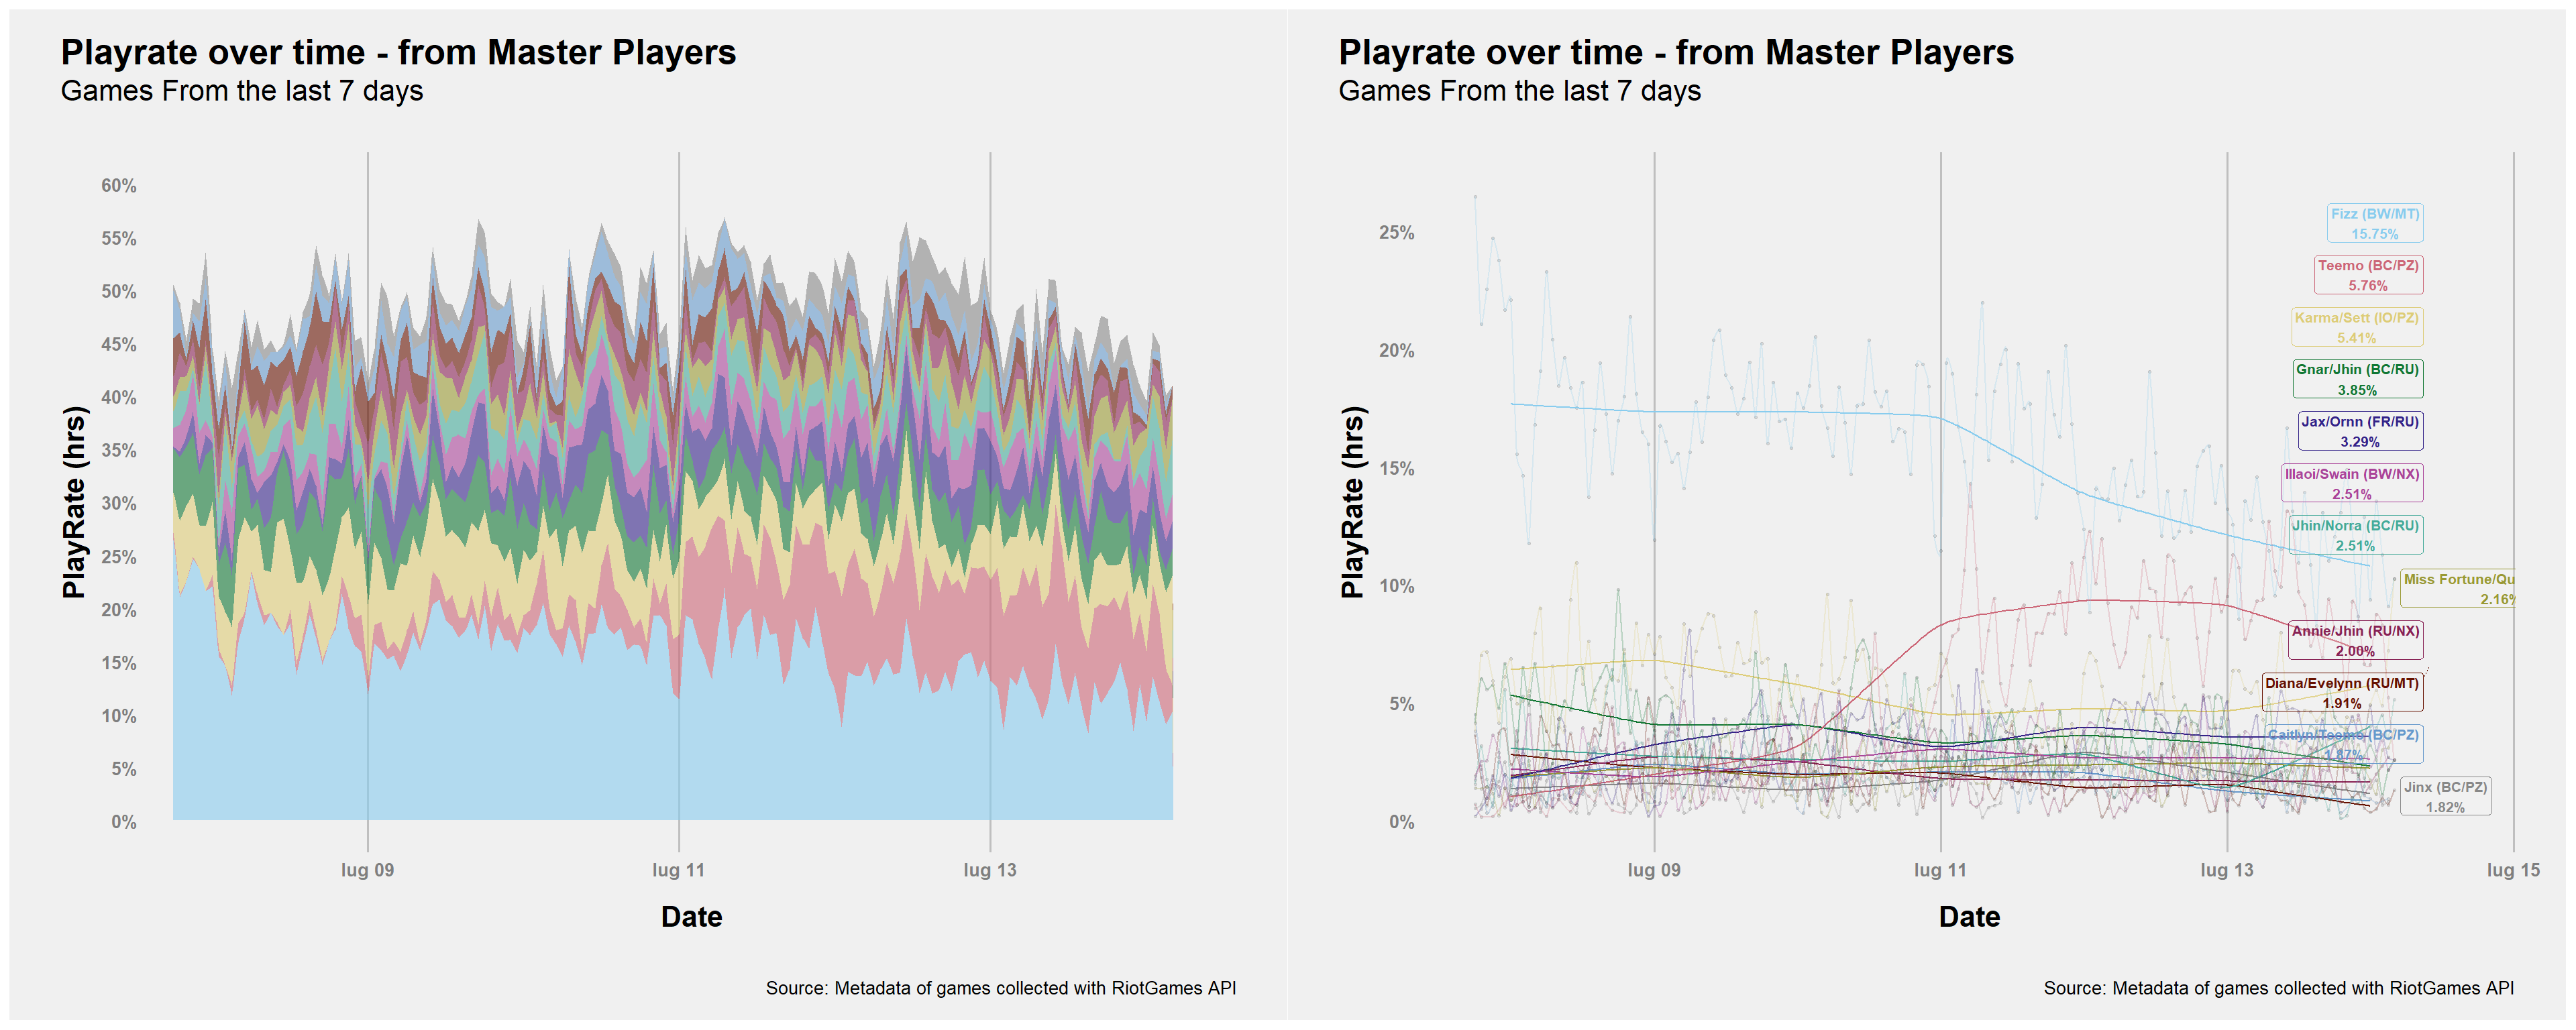 Playrate over time - from Master Players
Games From the last 7 days
PlayRate (hrs)
60%
55%
50%
45%
40%
35%
30%
25%
20%
15%
10%
5%
0%
lug 09
lug 11
lug 13
Date
Source: Metadata of games collected with RiotGames API
Playrate over time - from Master Players
Games From the last 7 days
PlayRate (hrs)
25%
20%
15%
10%
5%
0%
Fizz (BW/MT)
15.75%
Teemo (BC/PZ)
5.76%
Karma/Sett (IO/PZ)
5.41%
Gnar/Jhin (BC/RU)
3.85%
Jax/Ornn (FR/RU)
3.29%
Illaoi/Swain (BW/NX)
2.51%
Jhin/Norra (BC/RU)
2.51%
Miss Fortune/Qu
2.16%
Annie/Jhin (RU/NX)
2.00%
Diana/Evelynn (RU/MT)
1.91%
Caitlyn/Teemo (BC/PZ)
1.87%
Jinx (BC/PZ)
1.82%
lug 09
lug 11
lug 13
lug 15
Date
Source: Metadata of games collected with RiotGames API